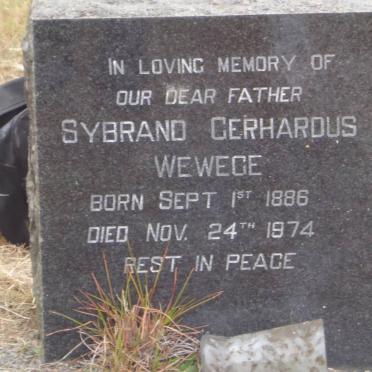 IN LOVING MEMORY OF
OUR DEAR FATHER
SYBRAND GERHARDUS
WEWEGE
BORN SEPT 1ST 1886
DIED NOV. 24TH 1974
REST IN PEACE